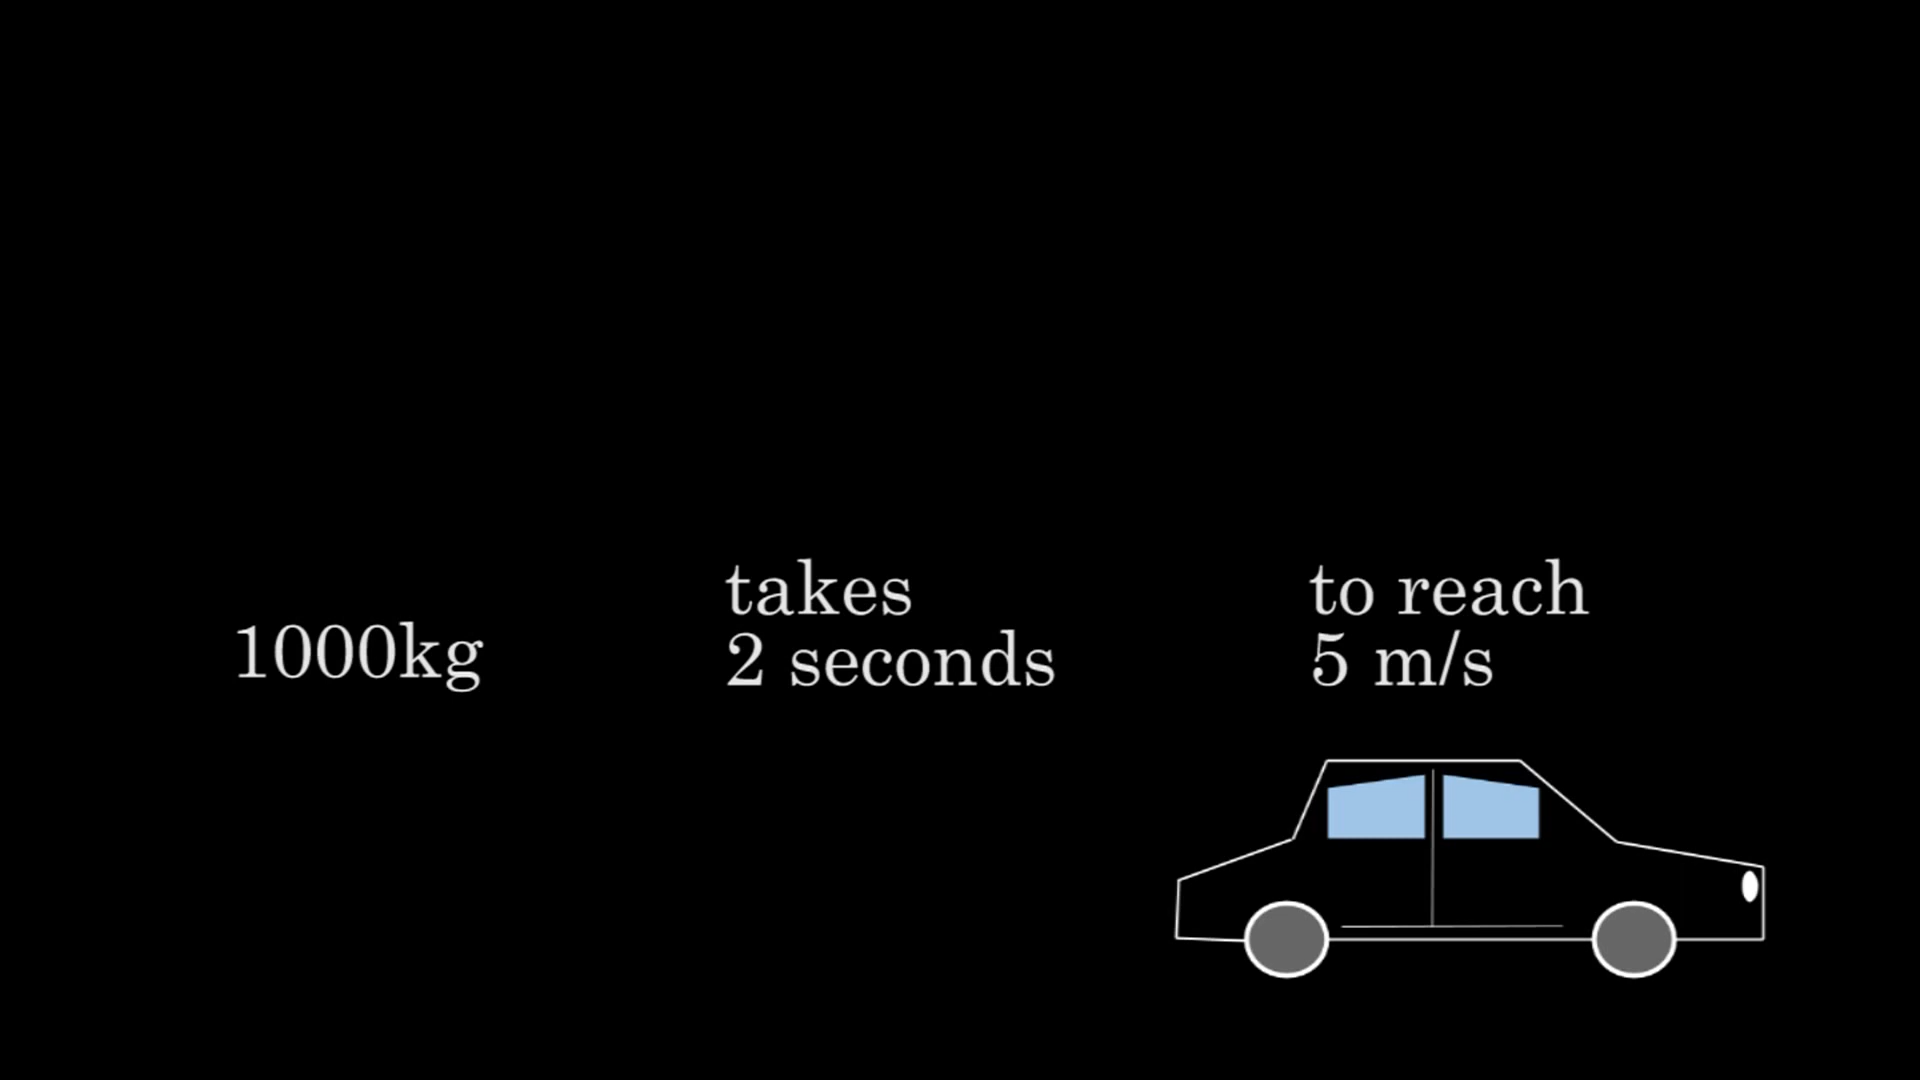 1000kg
takes
2 seconds
to reach
5 m/s